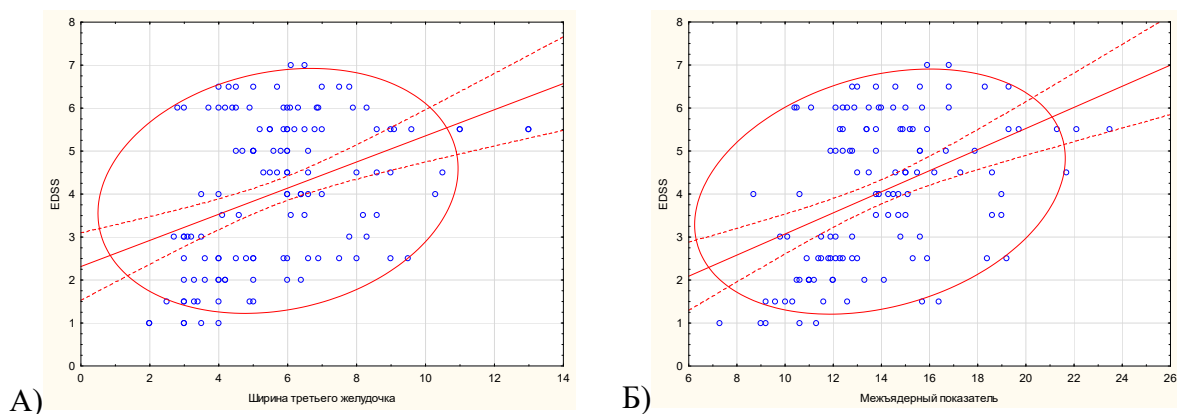 А)
EDSS
8
7
6
5
4
3
2
1
0
0 2 4 6 8 10 12 14
Ширина третьего желудочка
Б)
EDSS
8
7
6
5
4
3
2
1
0
6 8 10 12 14 16 18 20 22 24 26
Межъядерный показатель